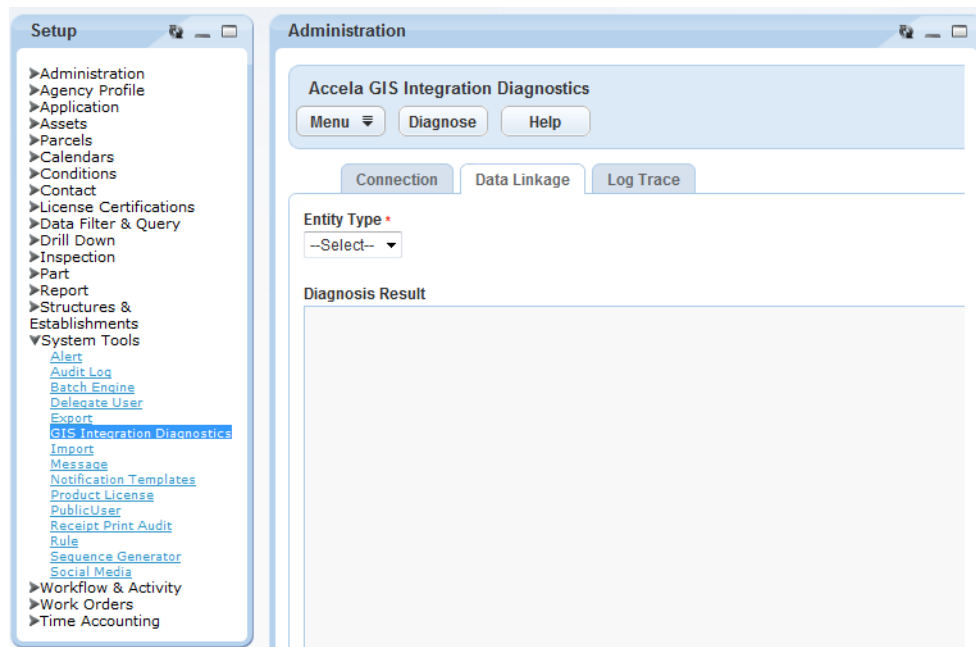 Setup
Administration
Agency Profile
Application
Assets
Parcels
Calendars
Conditions
Contact
License Certifications
Data Filter & Query
Drill Down
Inspection
Part
Report
Structures &
Establishments
System Tools
Alert
Audit Log
Batch Engine
Delegate User
Export
GIS Integration Diagnostics
Import
Message
Notification Templates
Product License
PublicUser
Receipt Print Audit
Rule
Sequence Generator
Social Media
Workflow & Activity
Work Orders
Time Accounting
Administration
Accela GIS Integration Diagnostics
Menu Diagnose Help
Connection Data Linkage Log Trace
Entity Type *
--Select--
Diagnosis Result